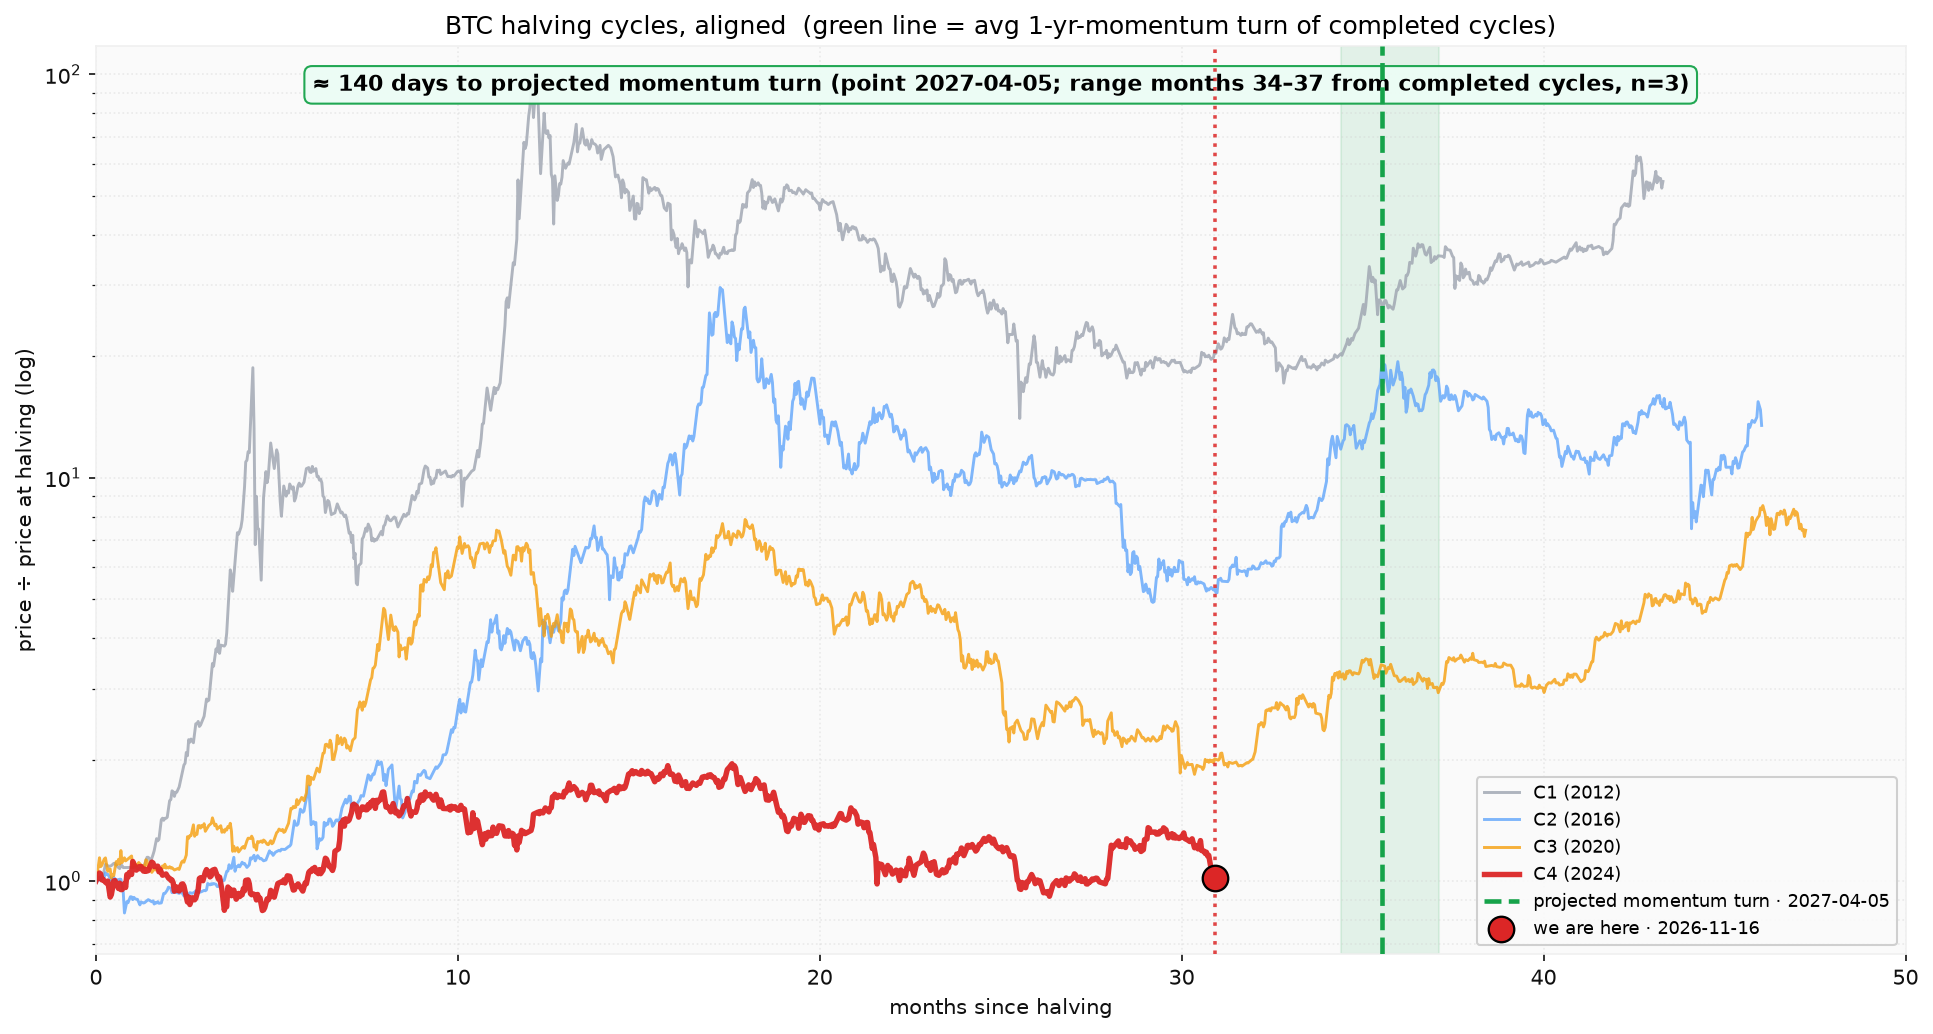 BTC halving cycles, aligned  (green line = avg 1-yr-momentum turn of completed cycles)
≈ 140 days to projected momentum turn (point 2027-04-05; range months 34–37 from completed cycles, n=3)
price ÷ price at halving (log)
10²
10¹
10⁰
C1 (2012)
C2 (2016)
C3 (2020)
C4 (2024)
projected momentum turn · 2027-04-05
we are here · 2026-11-16
0 10 20 30 40 50
months since halving